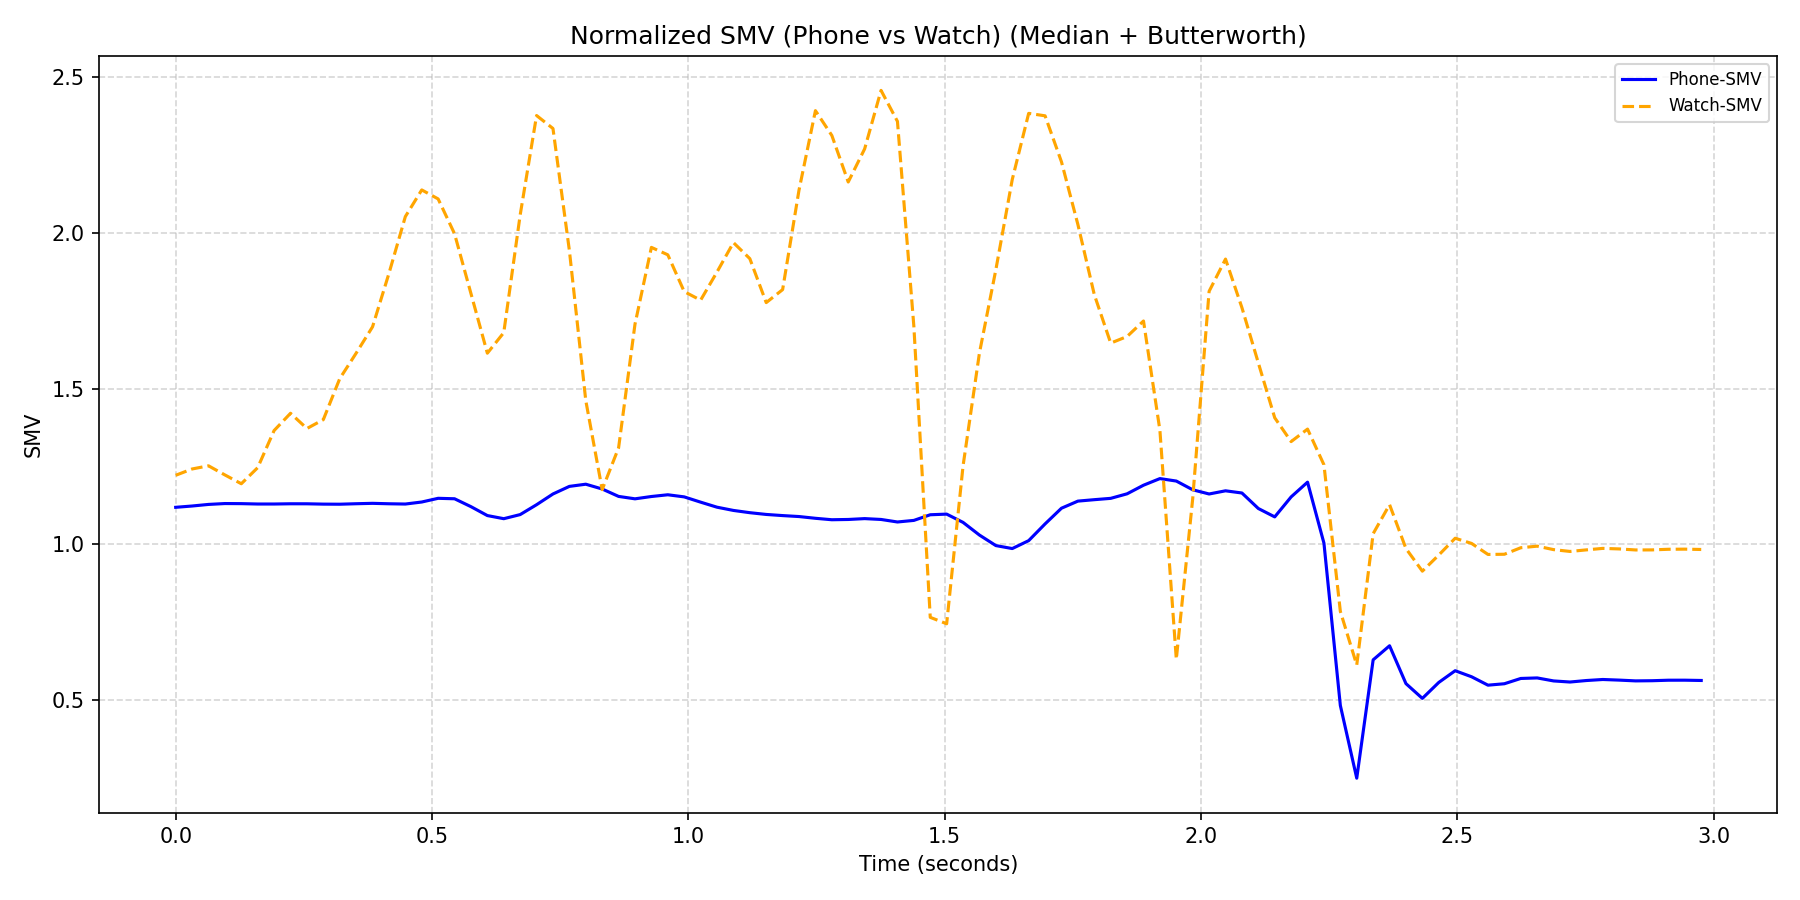 Normalized SMV (Phone vs Watch) (Median + Butterworth)
Phone-SMV
Watch-SMV
SMV
2.5
2.0
1.5
1.0
0.5
0.0 0.5 1.0 1.5 2.0 2.5 3.0
Time (seconds)